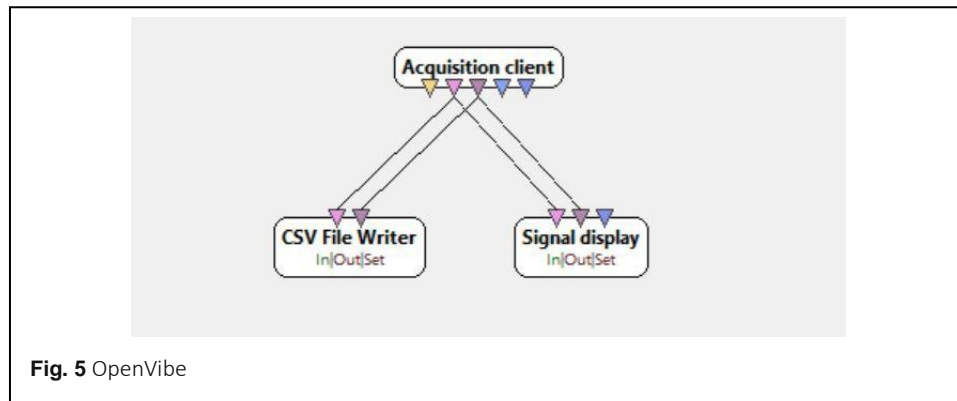 Acquisition client
CSV File Writer
In|Out|Set
Signal display
In|Out|Set
Fig. 5 OpenVibe